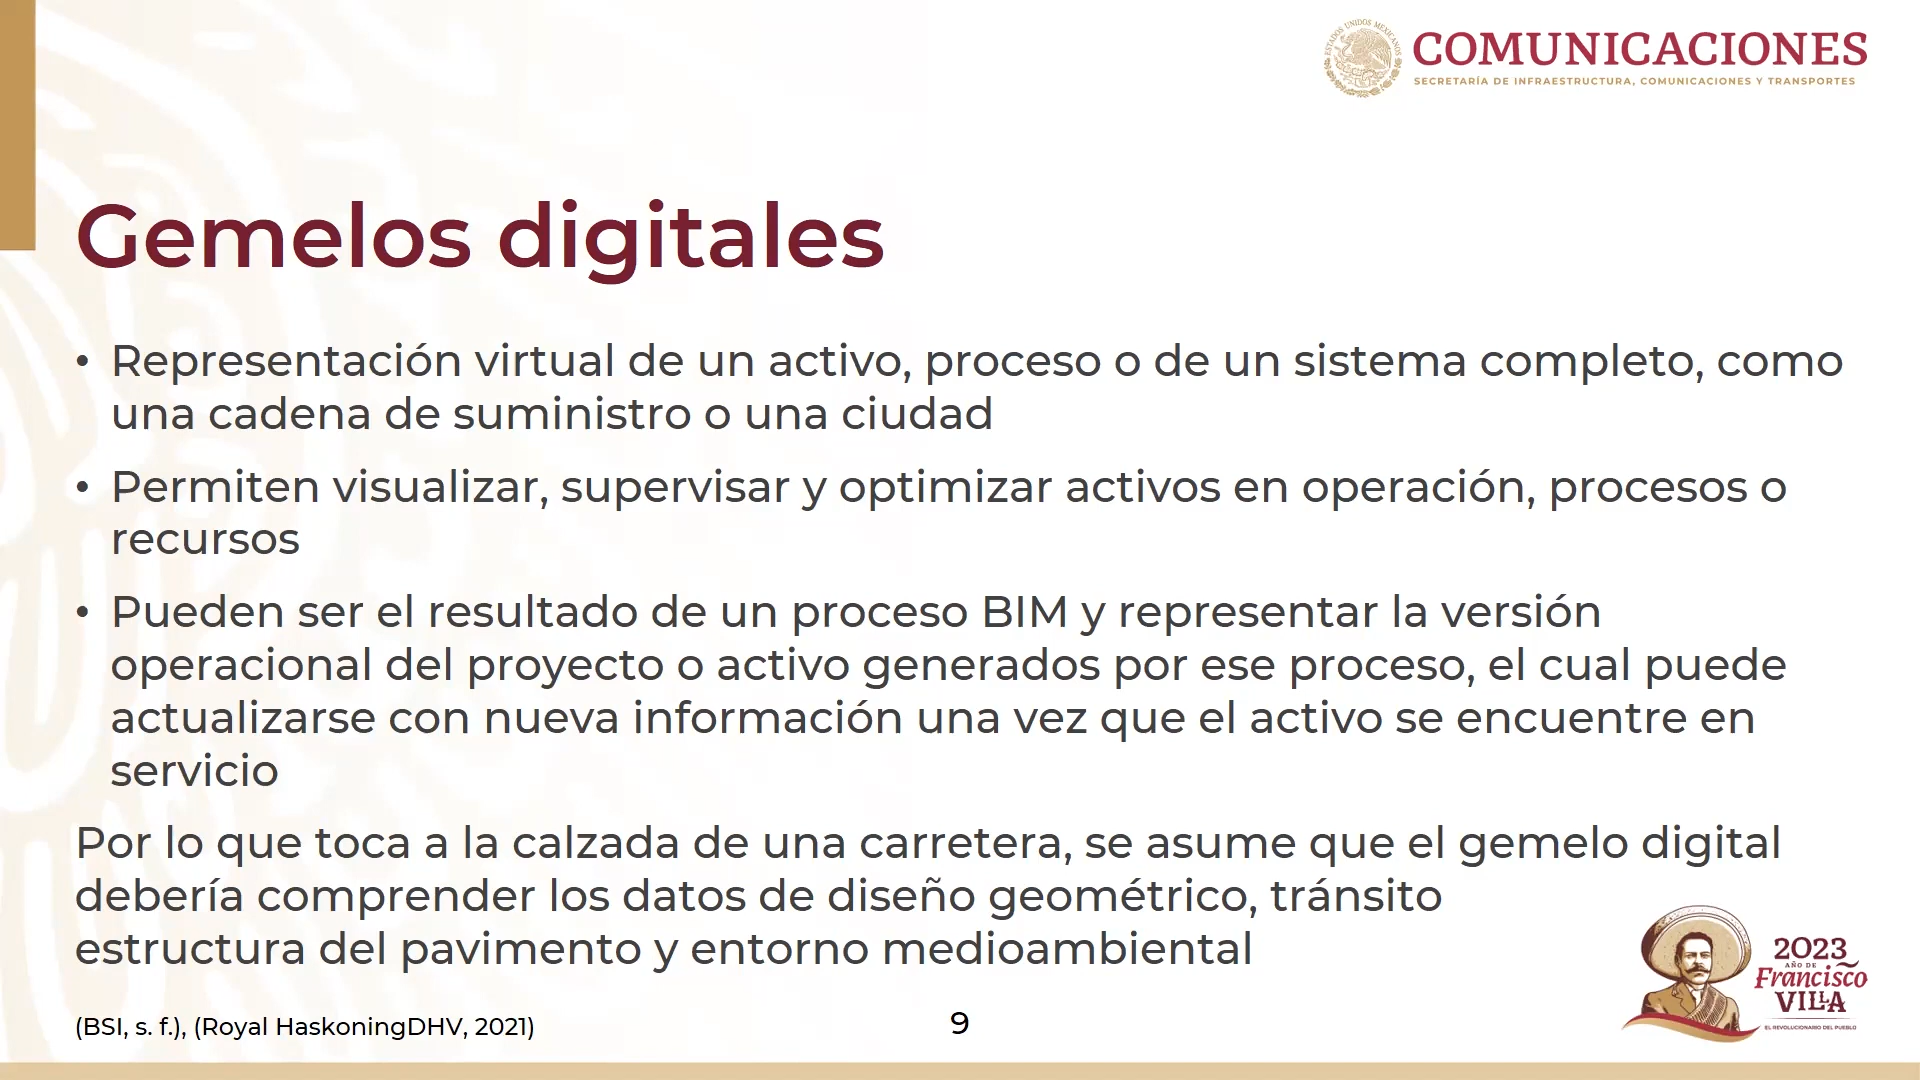 ESTADOS UNIDOS MEXICANOS
COMUNICACIONES
SECRETARÍA DE INFRAESTRUCTURA, COMUNICACIONES Y TRANSPORTES
Gemelos digitales
• Representación virtual de un activo, proceso o de un sistema completo, como
una cadena de suministro o una ciudad
• Permiten visualizar, supervisar y optimizar activos en operación, procesos o
recursos
• Pueden ser el resultado de un proceso BIM y representar la versión
operacional del proyecto o activo generados por ese proceso, el cual puede
actualizarse con nueva información una vez que el activo se encuentre en
servicio
Por lo que toca a la calzada de una carretera, se asume que el gemelo digital
debería comprender los datos de diseño geométrico, tránsito
estructura del pavimento y entorno medioambiental
2023
AÑO DE
Francisco
VILLA
EL REVOLUCIONARIO DEL PUEBLO
(BSI, s. f.), (Royal HaskoningDHV, 2021)
9